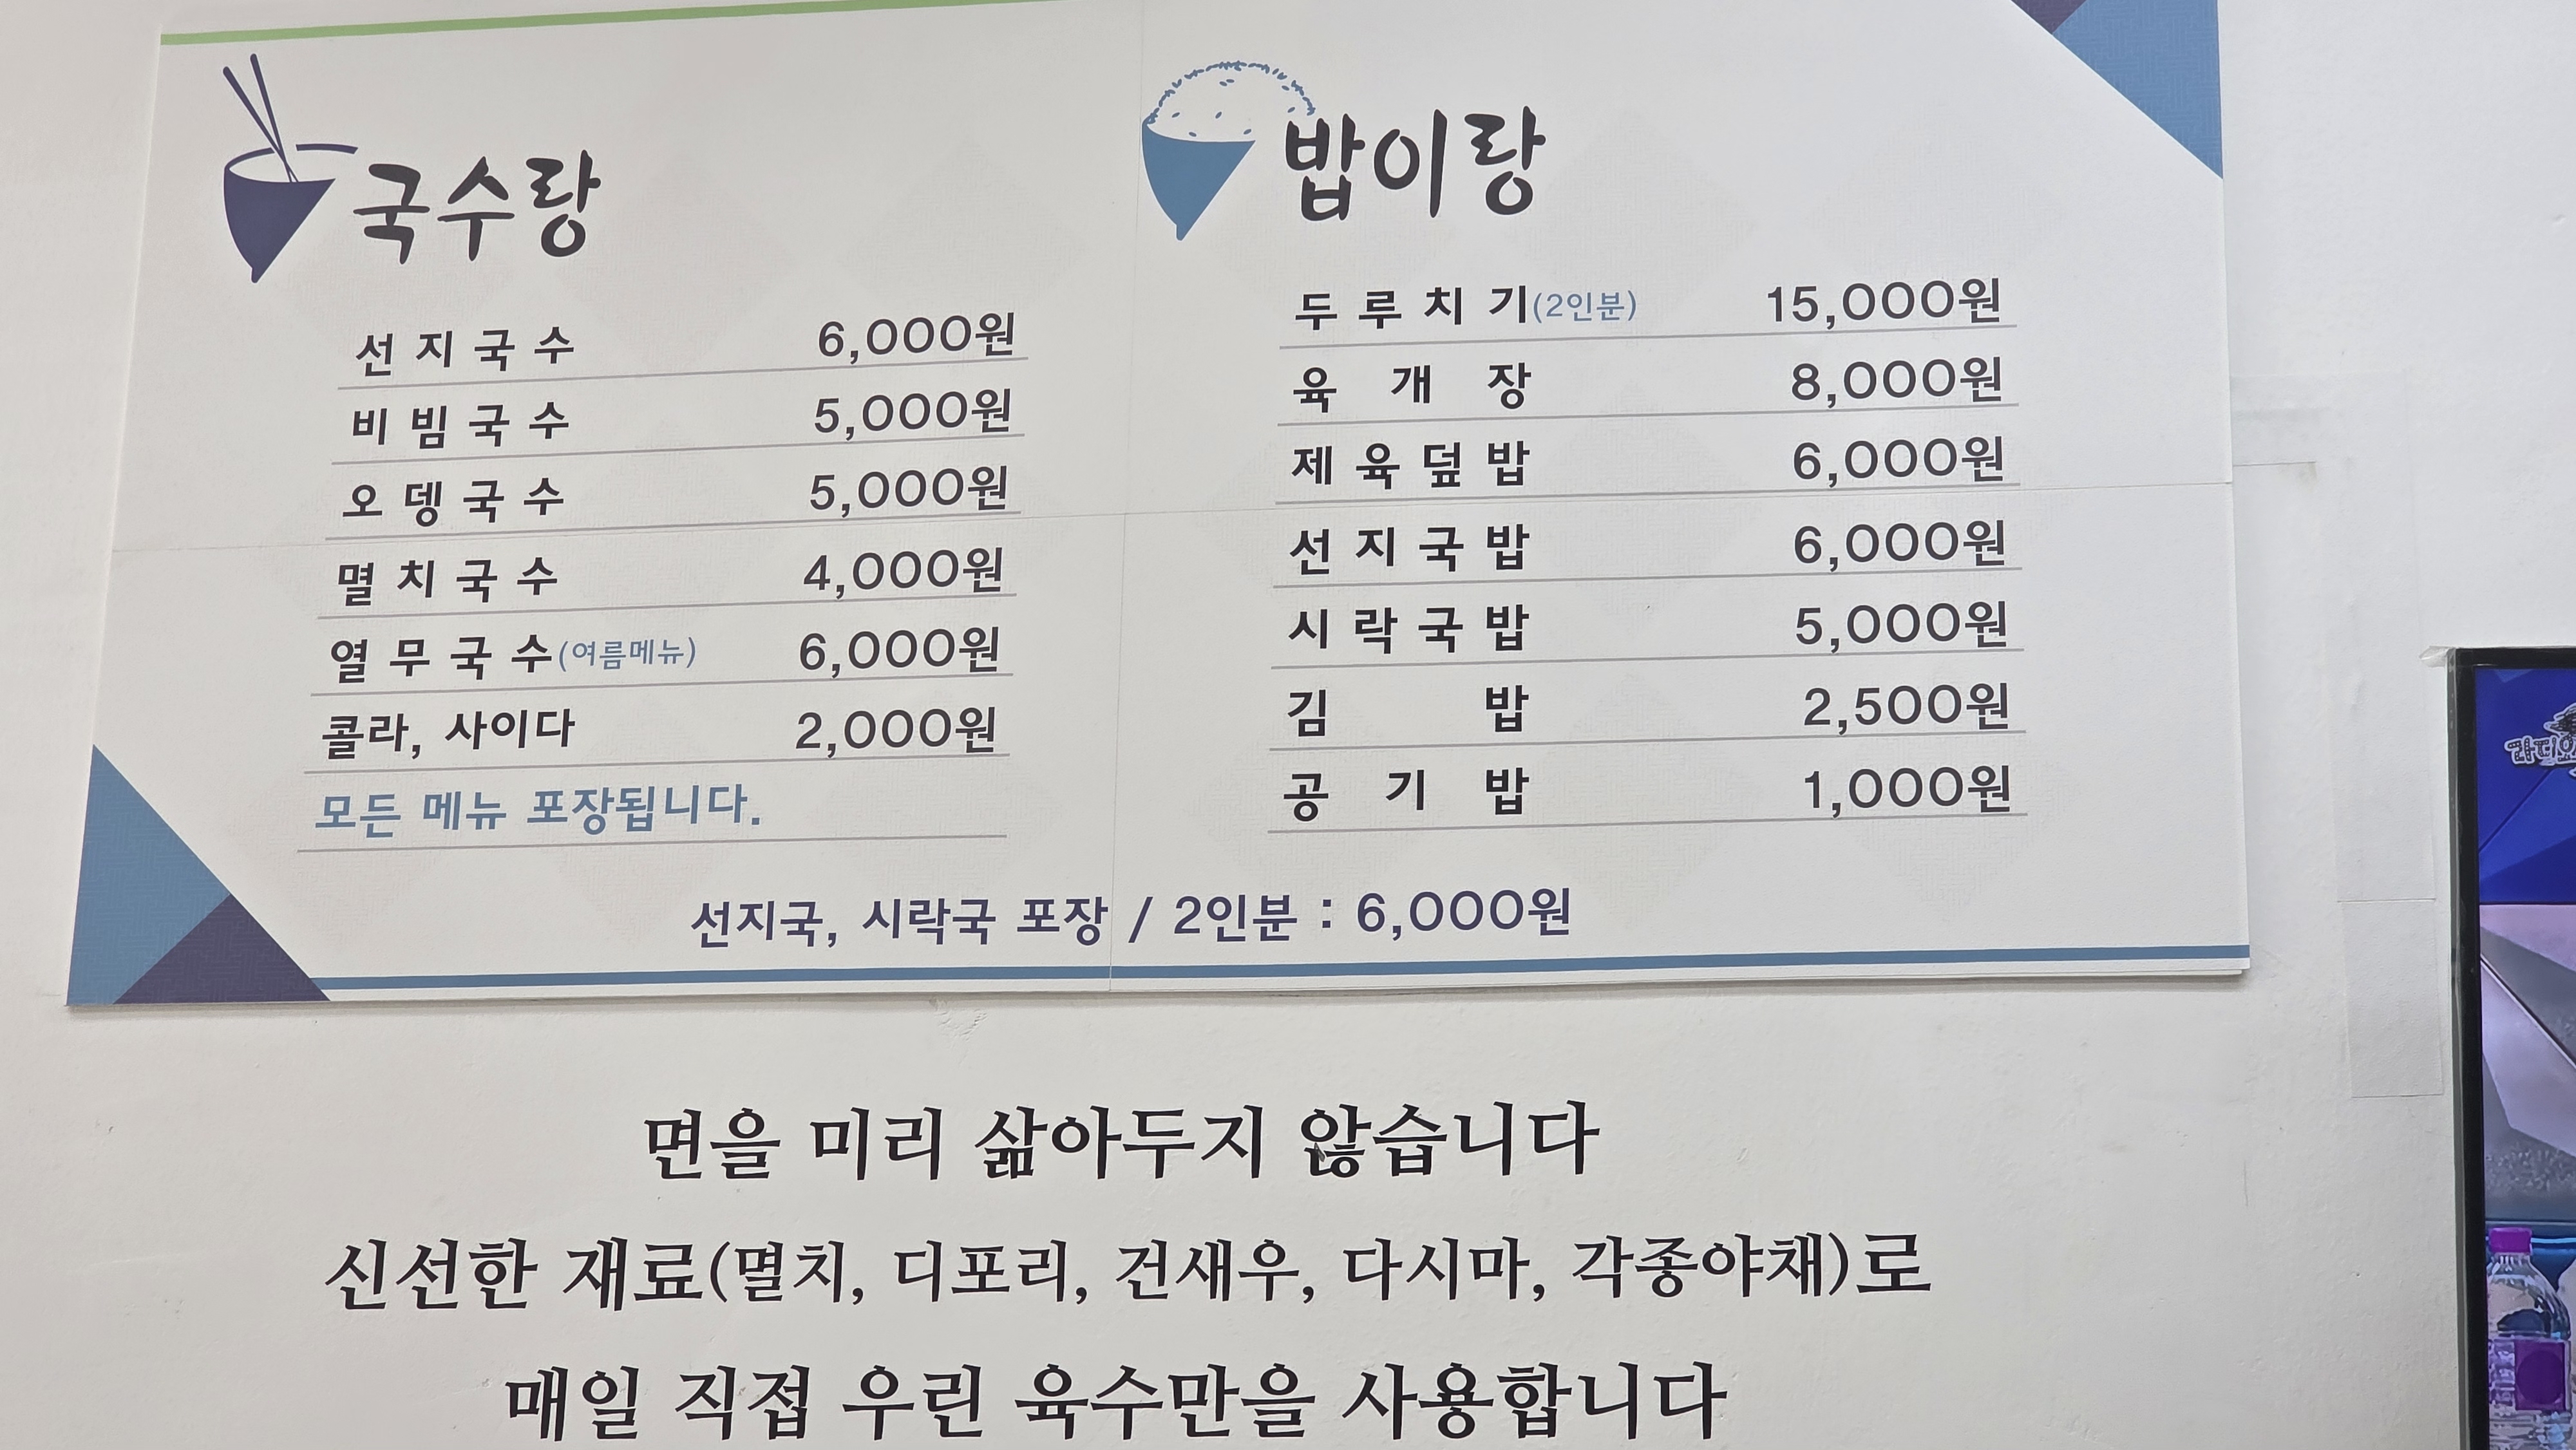 국수랑
선지국수 6,000원
비빔국수 5,000원
오뎅국수 5,000원
멸치국수 4,000원
열무국수(여름메뉴) 6,000원
콜라, 사이다 2,000원
모든 메뉴 포장됩니다.
밥이랑
두루치기(2인분) 15,000원
육개장 8,000원
제육덮밥 6,000원
선지국밥 6,000원
시락국밥 5,000원
김밥 2,500원
공기밥 1,000원
선지국, 시락국 포장 / 2인분 : 6,000원
면을 미리 삶아두지 않습니다
신선한 재료(멸치, 디포리, 건새우, 다시마, 각종야채)로
매일 직접 우린 육수만을 사용합니다